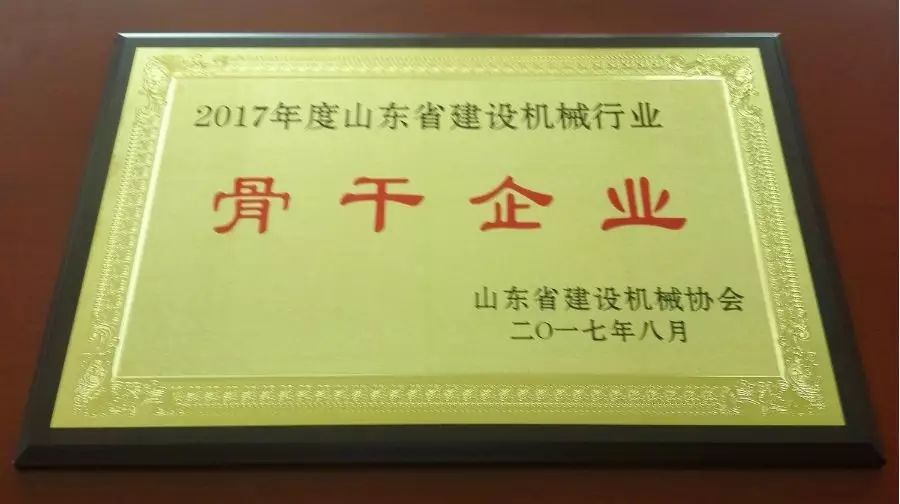 2017年度山东省建设机械行业
骨干企业
山东省建设机械协会
二〇一七年八月